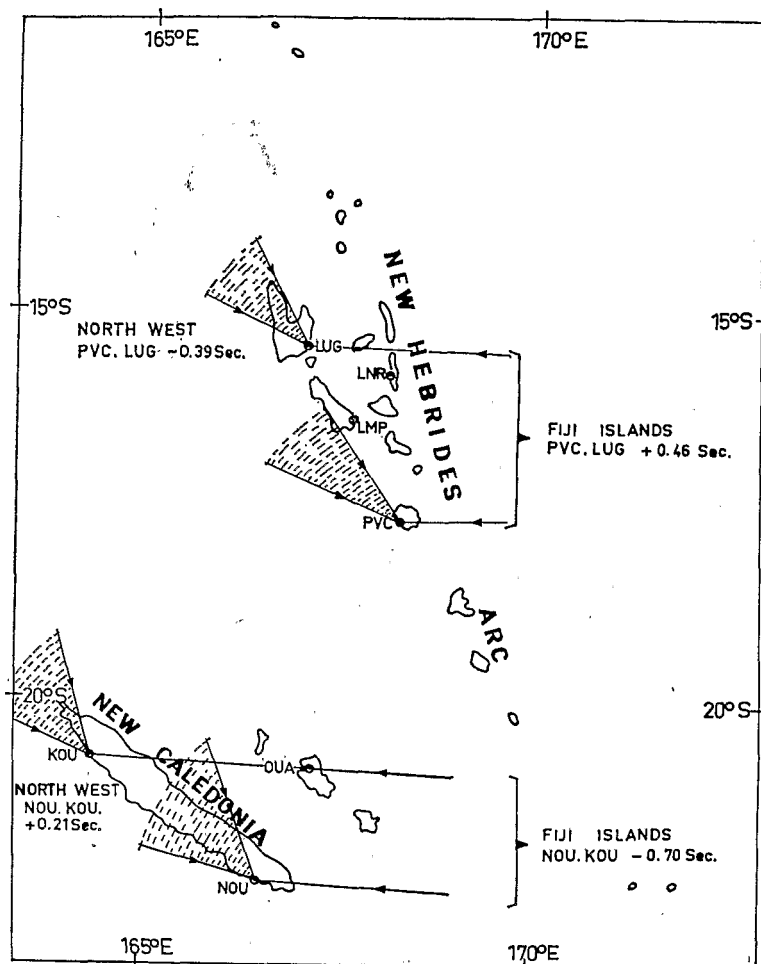 165°E
170°E
15°S
15°S
NEW HEBRIDES
NORTH WEST
PVC. LUG -0.39 Sec.
LUG
LNR
LMP
FIJI ISLANDS
PVC. LUG +0.46 Sec.
PVC
ARC
20°S
20°S
NEW CALEDONIA
KOU
OUA
NORTH WEST
NOU. KOU.
+0.21 Sec.
FIJI ISLANDS
NOU. KOU -0.70 Sec.
NOU
165°E
170°E